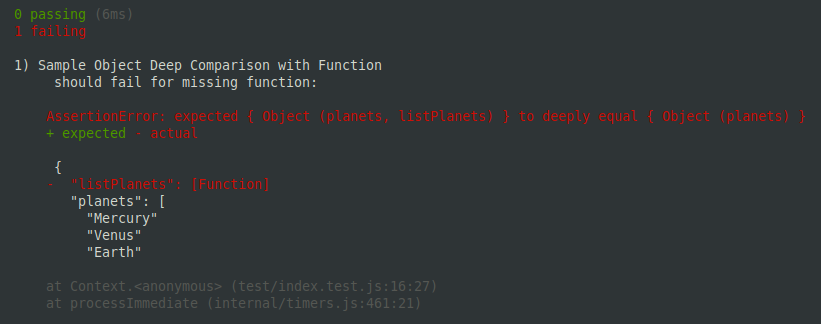 0 passing (6ms)
1 failing
1) Sample Object Deep Comparison with Function
should fail for missing function:
AssertionError: expected { Object (planets, listPlanets) } to deeply equal { Object (planets) }
+ expected - actual
{
-  "listPlanets": [Function]
"planets": [
"Mercury"
"Venus"
"Earth"
at Context.<anonymous> (test/index.test.js:16:27)
at processImmediate (internal/timers.js:461:21)